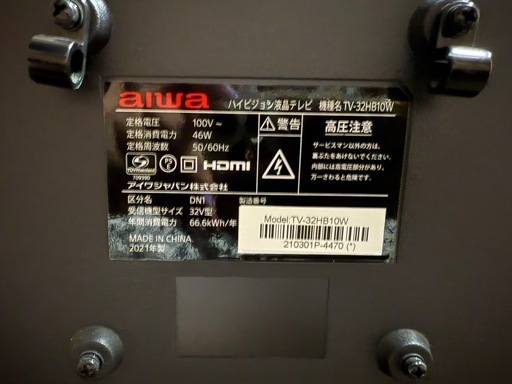 aiwa ハイビジョン液晶テレビ 機種名 TV-32HB10W
定格電圧 100V~
定格消費電力 46W
定格周波数 50/60Hz
PS E HDMI
TÜVRheinland
709390
アイワジャパン株式会社
区分名 DN1
受信機型サイズ 32V型
年間消費電力 66.6kWh/年
MADE IN CHINA
2021年製
警告 高圧注意
サービスマン以外の方は、
裏ぶたをあけないでください。
内部には高電圧部分があり、
万一さわると危険です。
製造番号
Model:TV-32HB10W
210301P-4470 (*)